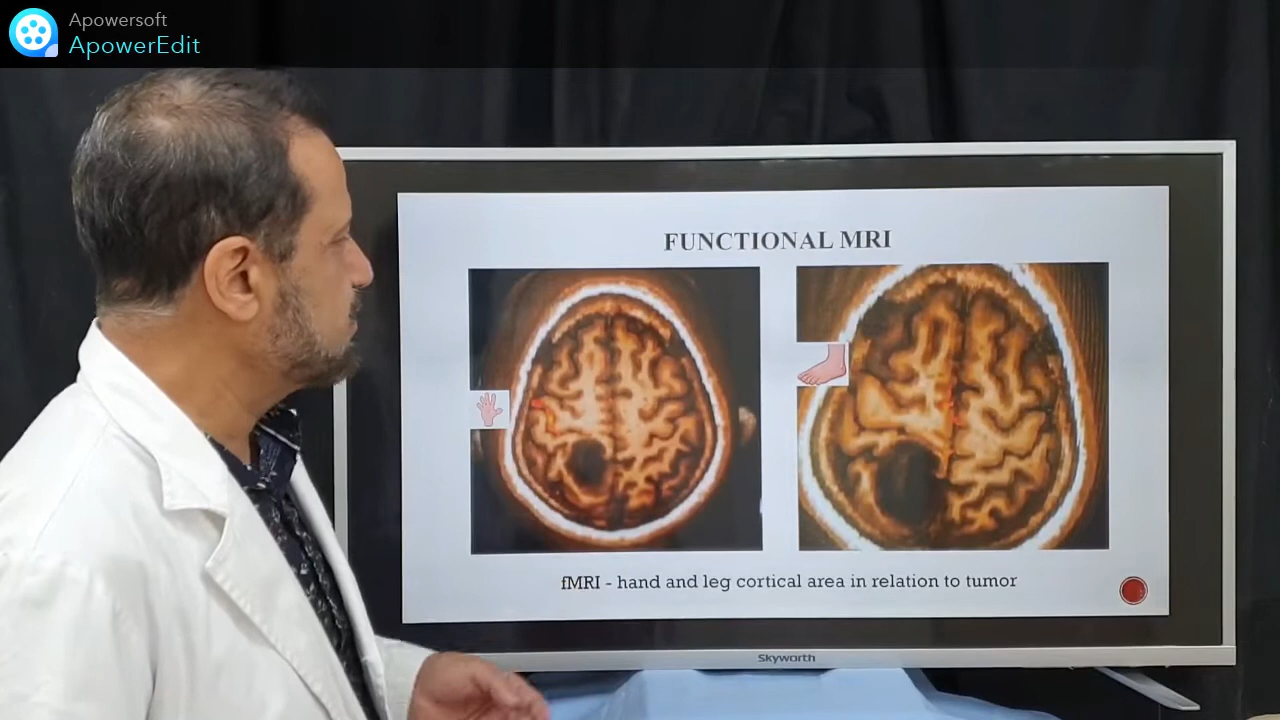 Apowersoft
ApowerEdit
FUNCTIONAL MRI
fMRI - hand and leg cortical area in relation to tumor
Skyworth